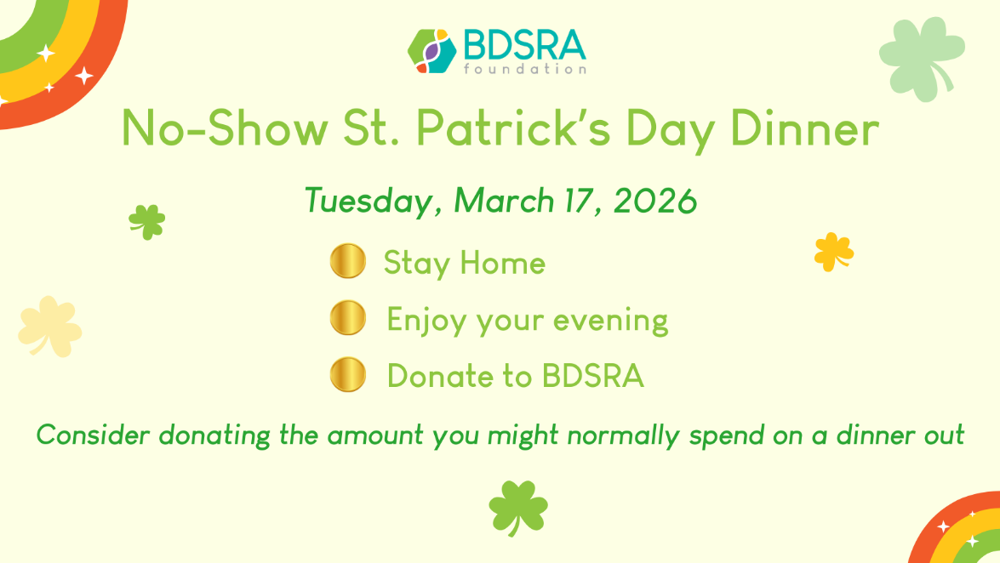 BDSRA
foundation
No-Show St. Patrick's Day Dinner
Tuesday, March 17, 2026
Stay Home
Enjoy your evening
Donate to BDSRA
Consider donating the amount you might normally spend on a dinner out